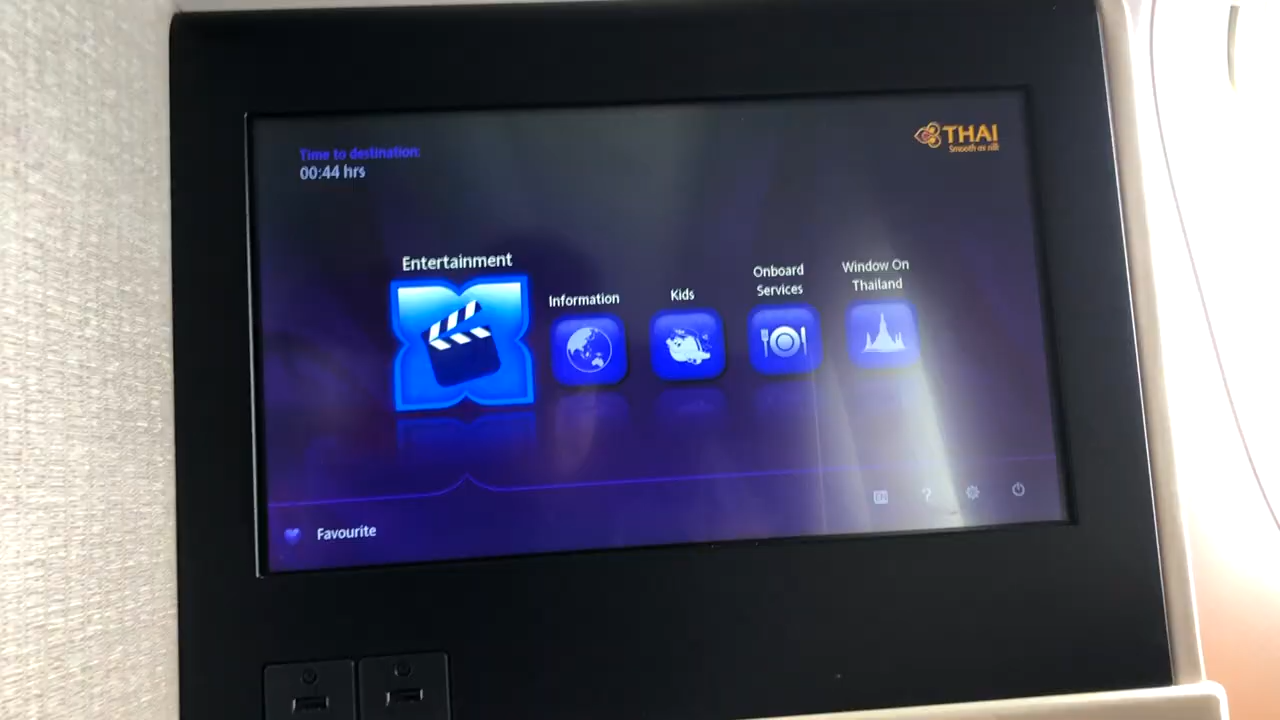 Time to destination:
00:44 hrs
THAI
Smooth as silk
Entertainment
Information
Kids
Onboard
Services
Window On
Thailand
EN
?
Favourite